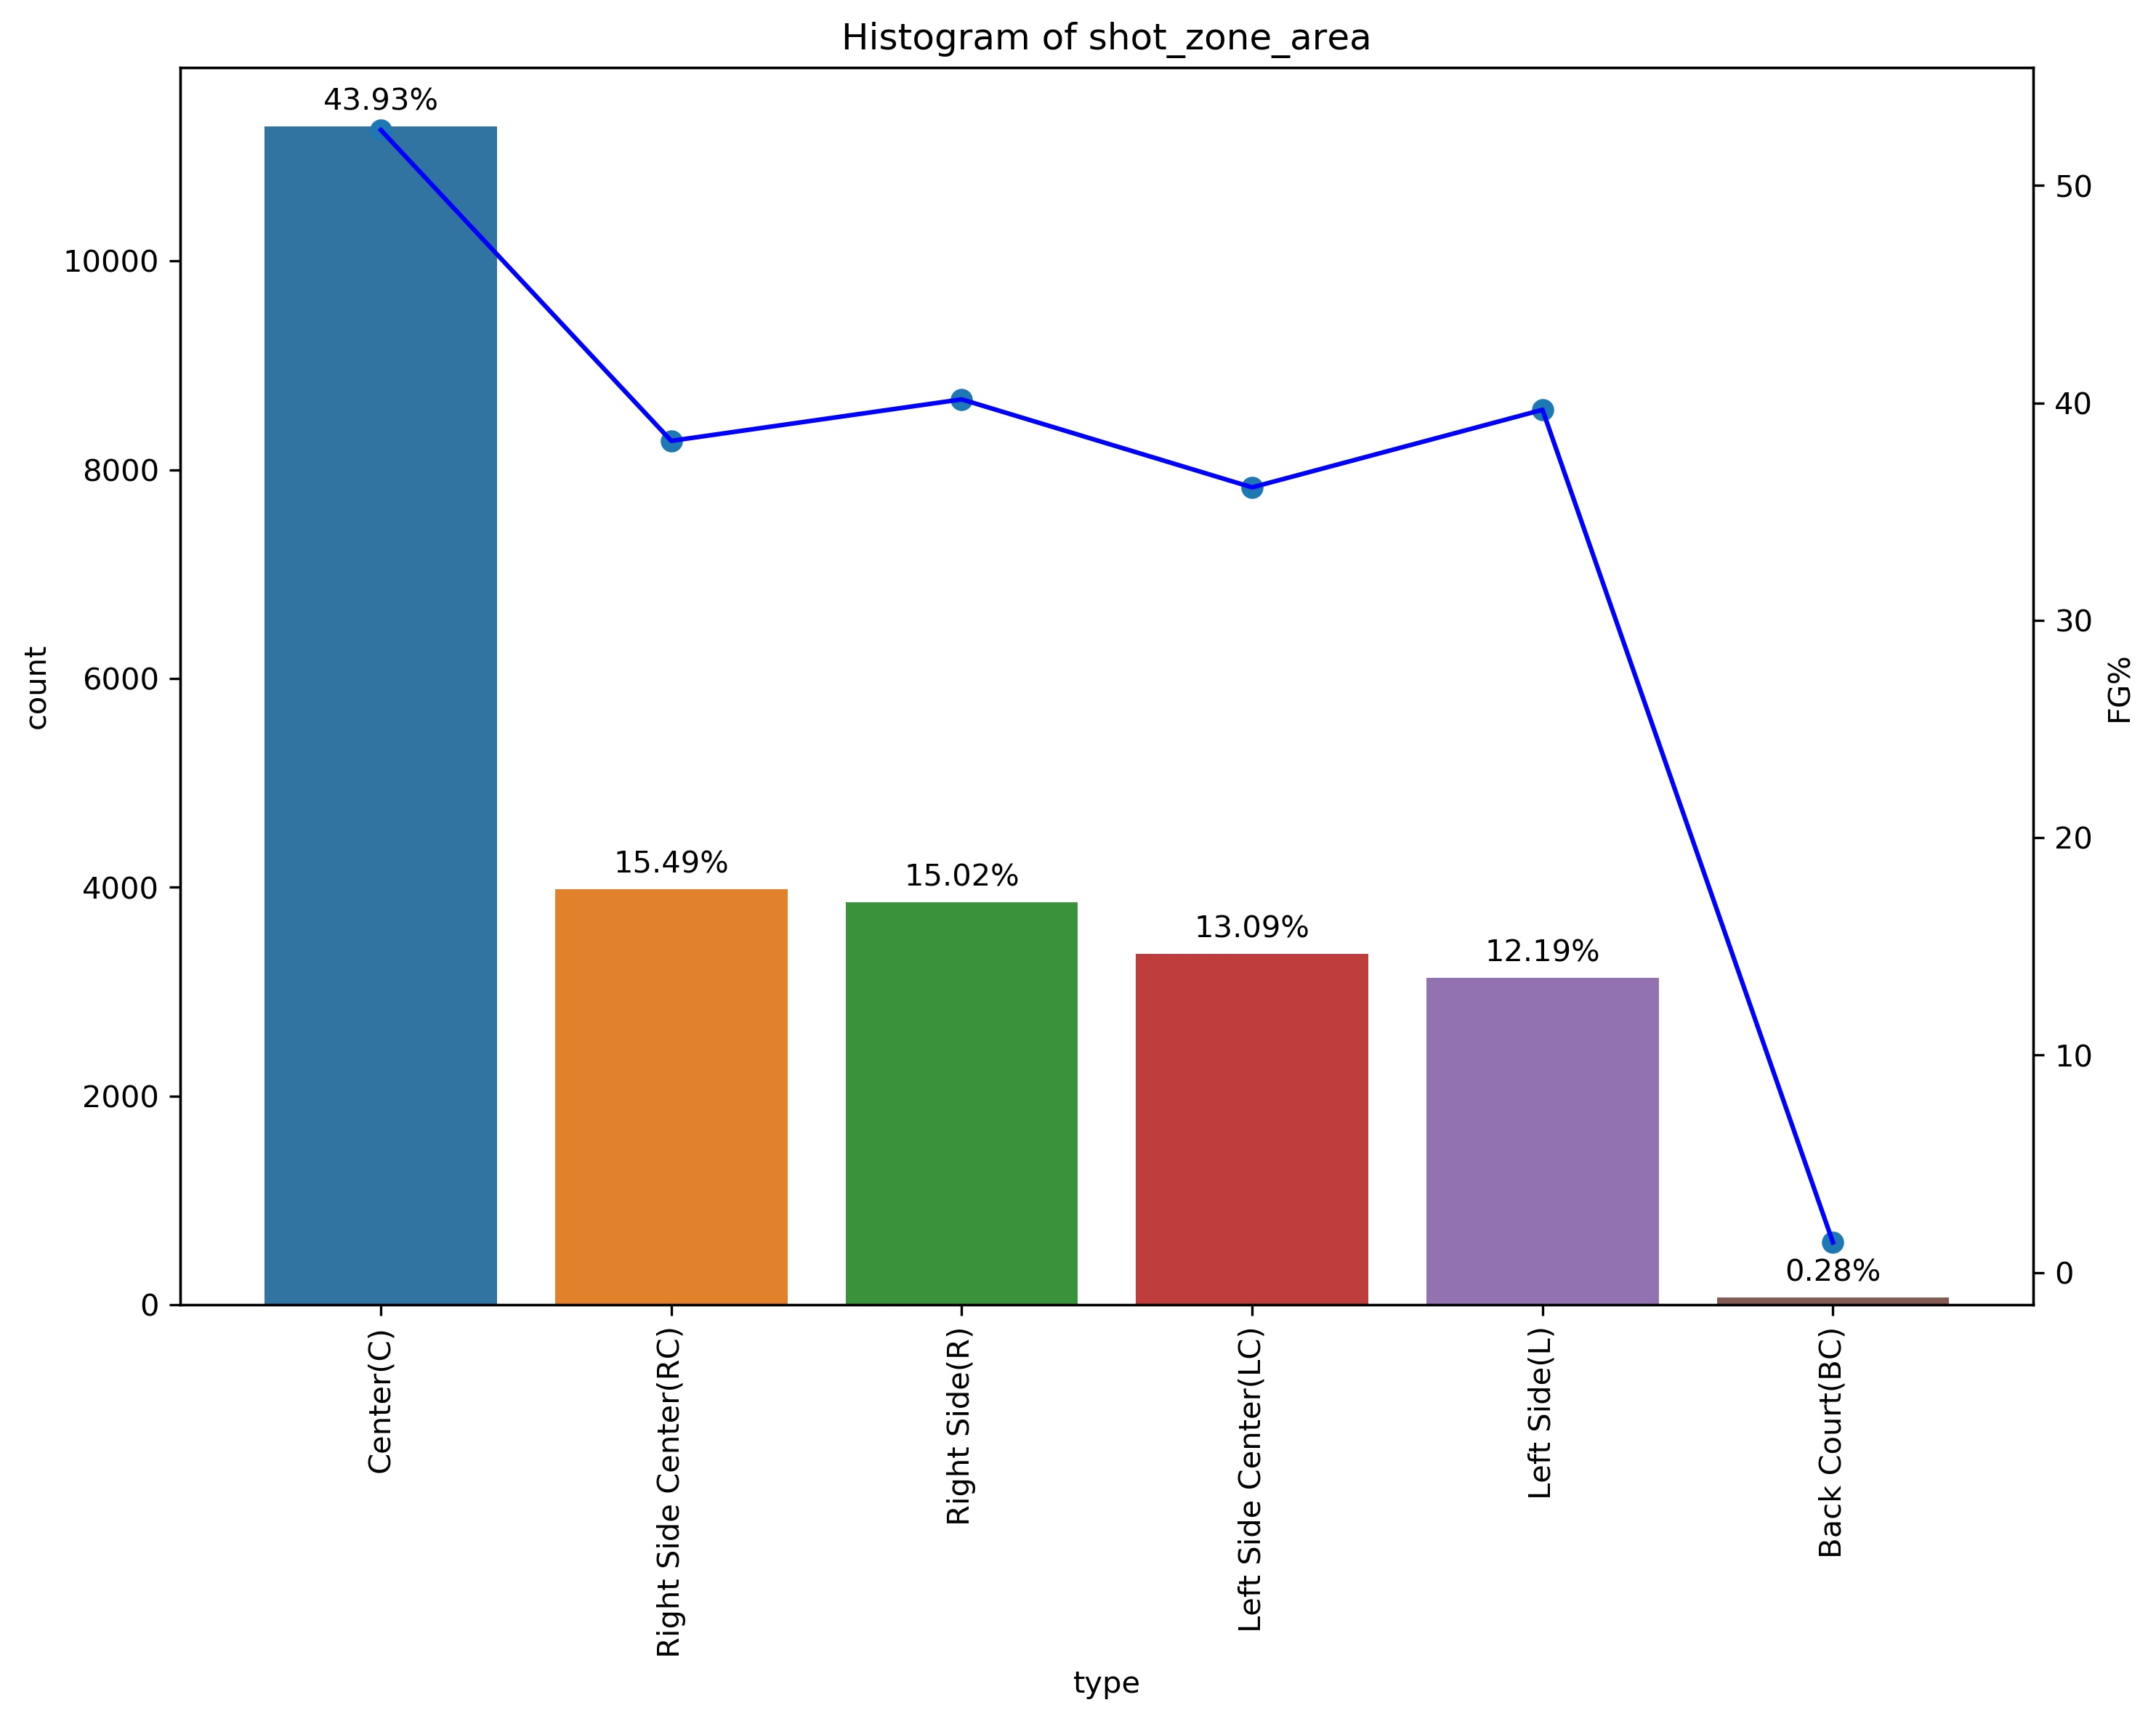 Histogram of shot_zone_area
43.93%
15.49%
15.02%
13.09%
12.19%
0.28%
count
10000
8000
6000
4000
2000
0
FG%
50
40
30
20
10
0
Center(C)
Right Side Center(RC)
Right Side(R)
Left Side Center(LC)
Left Side(L)
Back Court(BC)
type